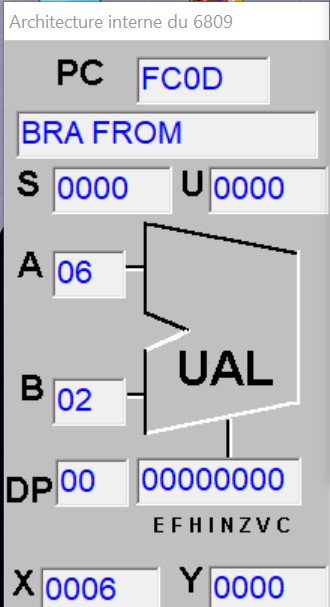 Architecture interne du 6809
PC FC0D
BRA FROM
S 0000 U 0000
A 06
UAL
B 02
DP 00 00000000
E F H I N Z V C
X 0006 Y 0000